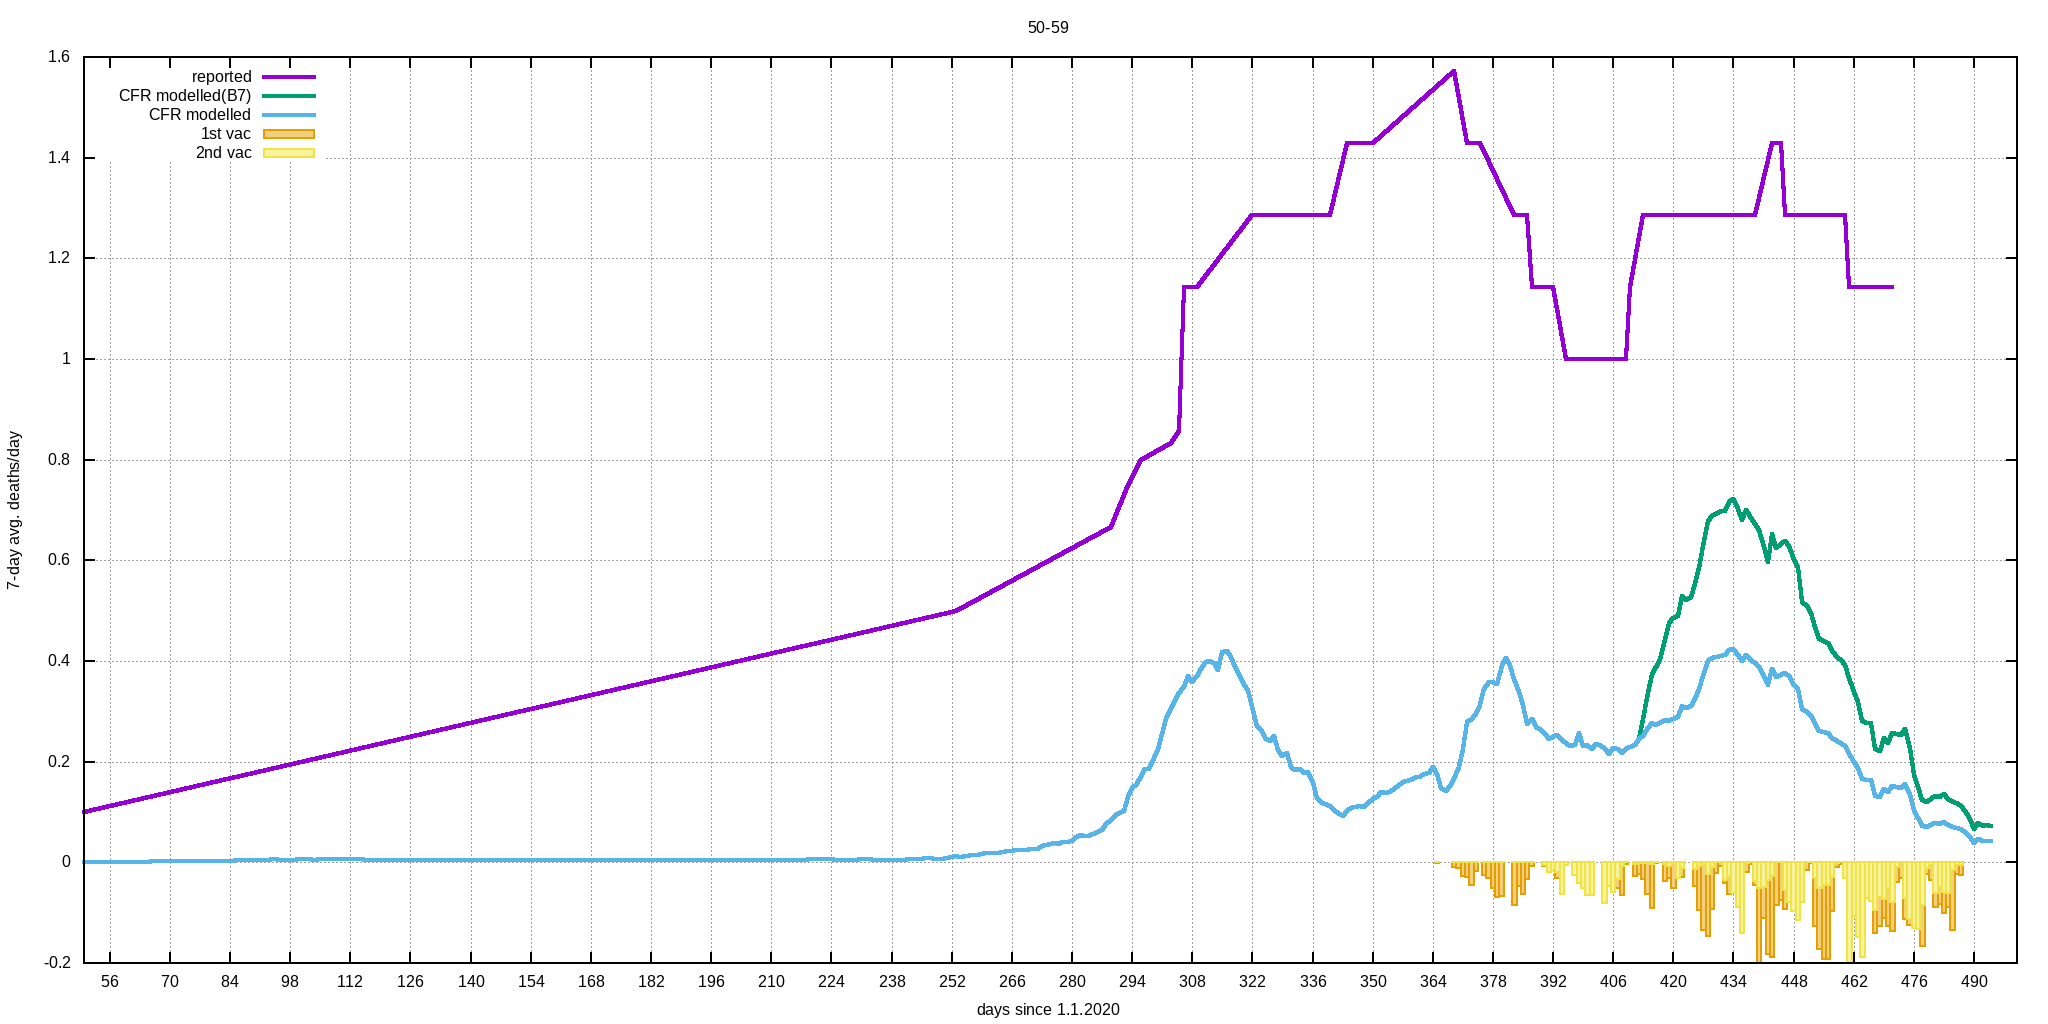 50-59
1.6
1.4
1.2
1
0.8
0.6
0.4
0.2
0
-0.2
7-day avg. deaths/day
reported
CFR modelled(B7)
CFR modelled
1st vac
2nd vac
56 70 84 98 112 126 140 154 168 182 196 210 224 238 252 266 280 294 308 322 336 350 364 378 392 406 420 434 448 462 476 490
days since 1.1.2020